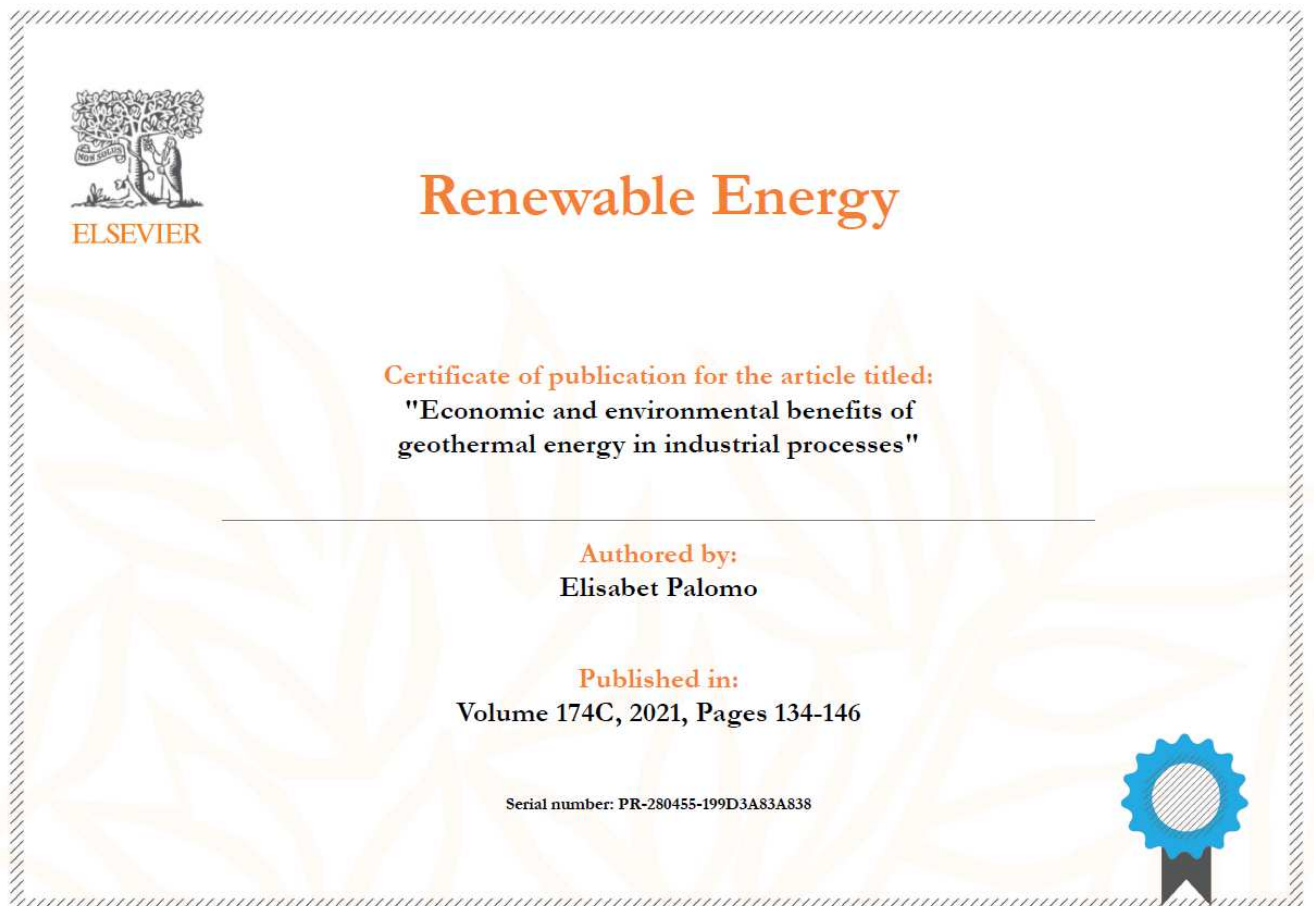 NON SOLUS
ELSEVIER
Renewable Energy
Certificate of publication for the article titled:
"Economic and environmental benefits of
geothermal energy in industrial processes"
Authored by:
Elisabet Palomo
Published in:
Volume 174C, 2021, Pages 134-146
Serial number: PR-280455-199D3A83A838